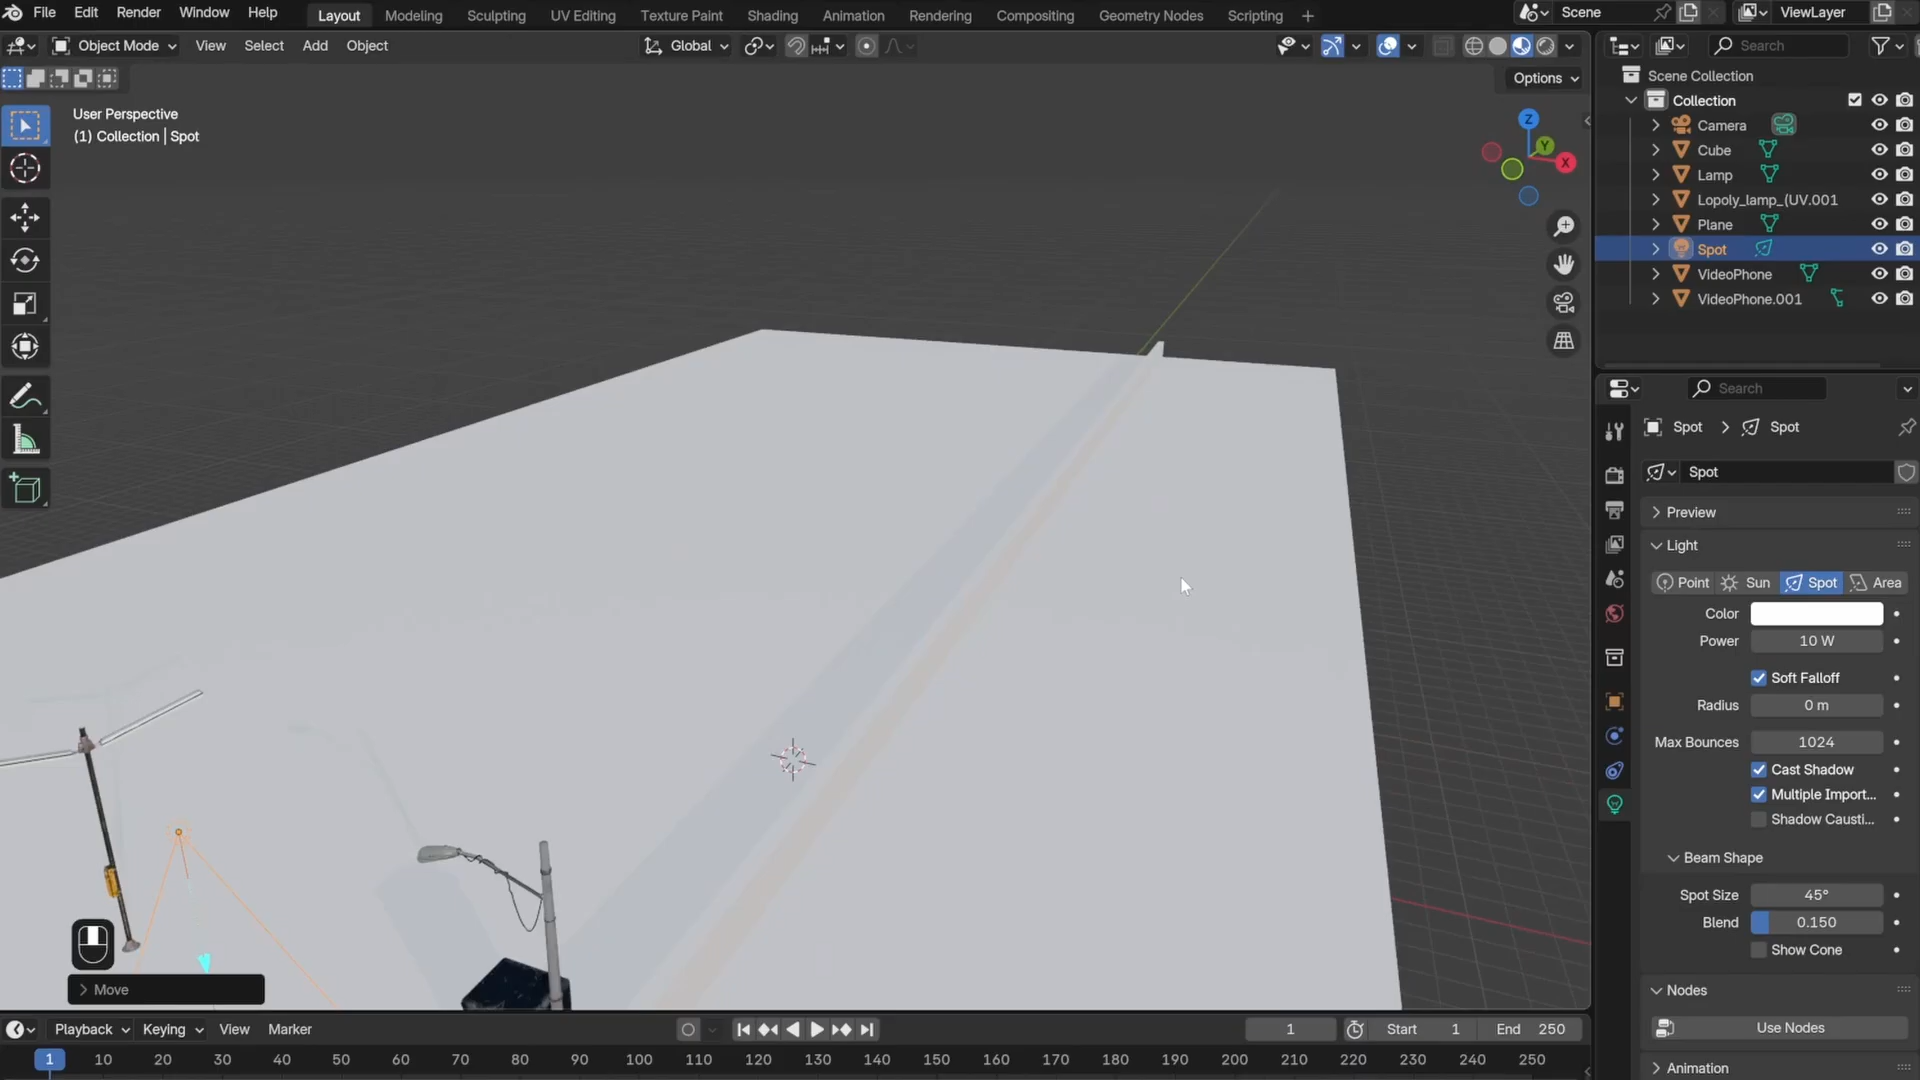 File Edit Render Window Help Layout Modeling Sculpting UV Editing Texture Paint Shading Animation Rendering Compositing Geometry Nodes Scripting + Scene ViewLayer
Object Mode View Select Add Object Global Search
Options
User Perspective
(1) Collection | Spot
Z
Y
X
Scene Collection
Collection
Camera
Cube
Lamp
Lopoly_lamp_(UV.001
Plane
Spot
VideoPhone
VideoPhone.001
Search
Spot > Spot
Spot
Preview
Light
Point Sun Spot Area
Color
Power 10 W
Soft Falloff
Radius 0 m
Max Bounces 1024
Cast Shadow
Multiple Import...
Shadow Causti...
Beam Shape
Spot Size 45°
Blend 0.150
Show Cone
Nodes
Use Nodes
Animation
Move
Playback Keying View Marker 1 Start 1 End 250
1 10 20 30 40 50 60 70 80 90 100 110 120 130 140 150 160 170 180 190 200 210 220 230 240 250